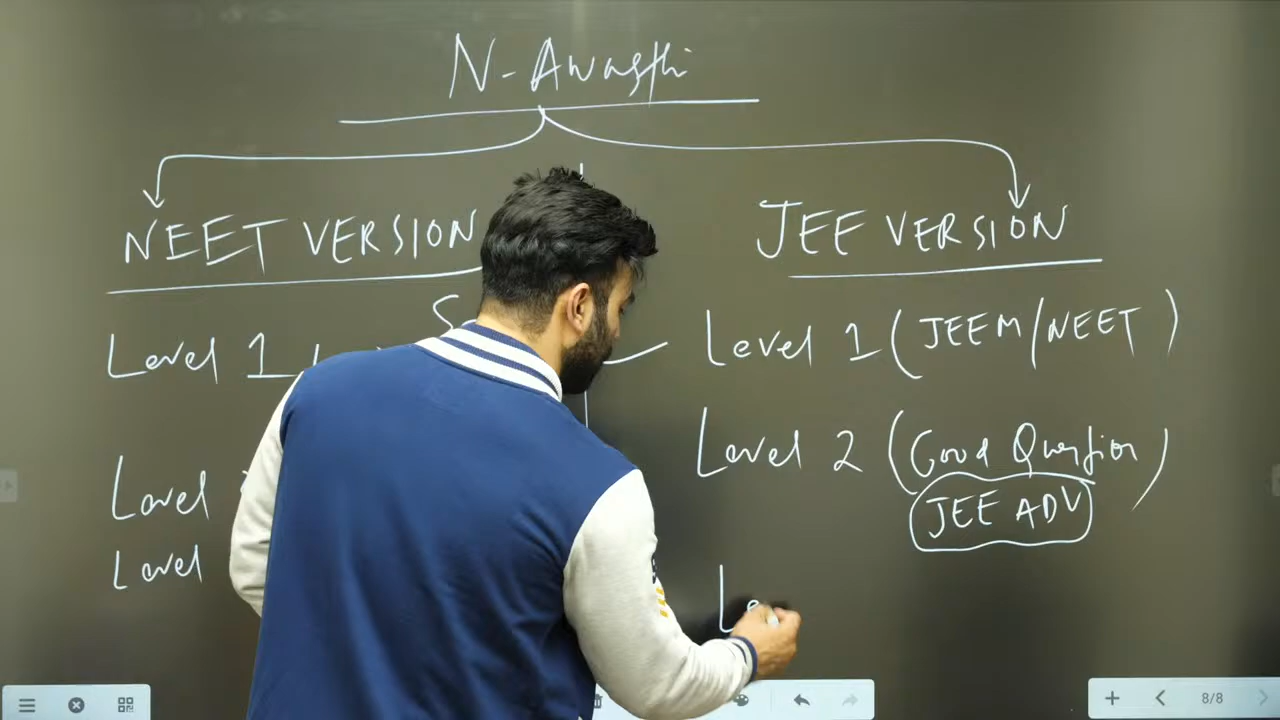 N-Awasthi
NEET VERSION
JEE VERSION
Level 1
Level 1 (JEEM/NEET)
Level 2 (Good Question)
JEE ADV
Level
Level
Le
8/8